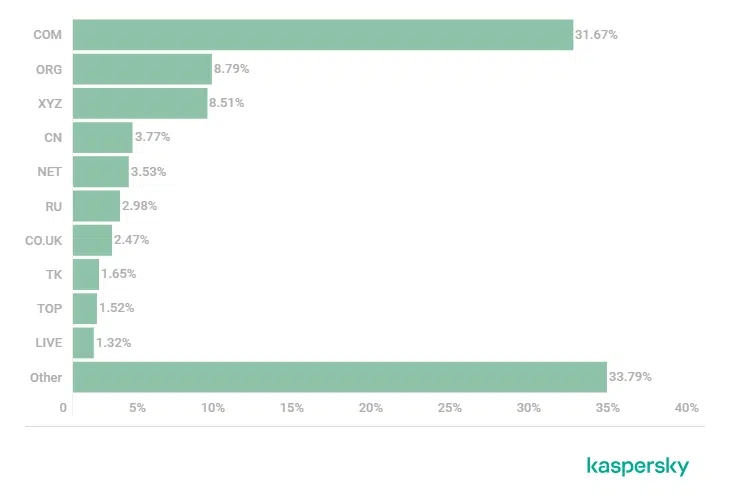 COM 31.67%
ORG 8.79%
XYZ 8.51%
CN 3.77%
NET 3.53%
RU 2.98%
CO.UK 2.47%
TK 1.65%
TOP 1.52%
LIVE 1.32%
Other 33.79%
0 5% 10% 15% 20% 25% 30% 35% 40%
kaspersky